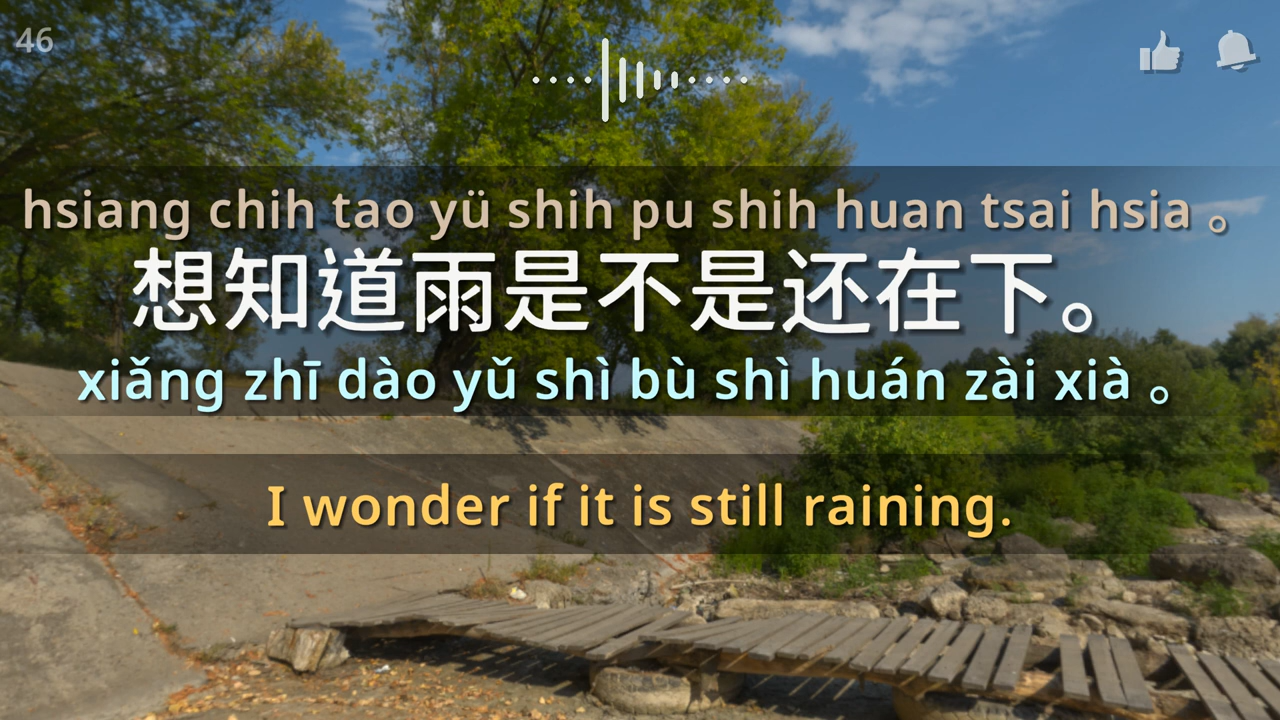 46
hsiang chih tao yü shih pu shih huan tsai hsia 。
想知道雨是不是还在下。
xiǎng zhī dào yǔ shì bù shì huán zài xià 。
I wonder if it is still raining.